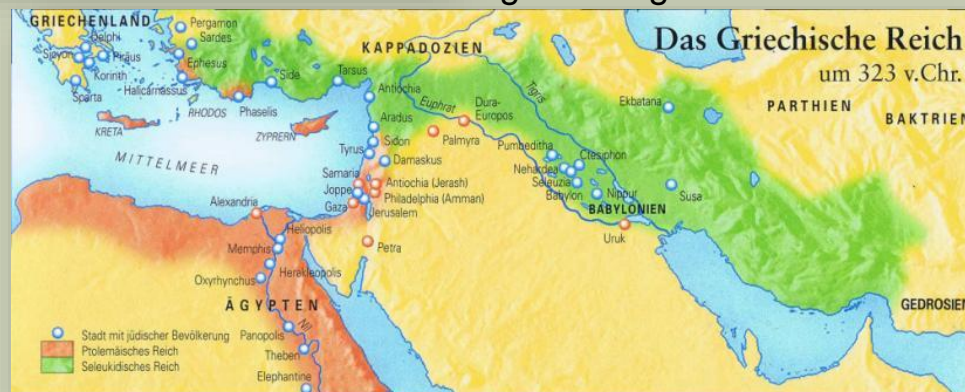 Das Griechische Reich
um 323 v.Chr.
GRIECHENLAND
Delphi
Piräus
Korinth
Sparta
Pergamon
Sardes
Ephesus
Halicarnassus
RHODOS
Phaselis
Side
Tarsus
KRETA
ZYPRERN
MITTELMEER
KAPPADOZIEN
Euphrat
Tigris
PARTHIEN
BAKTRIEN
Antiochia
Aradus
Sidon
Tyrus
Damaskus
Samaria
Joppe
Gaza
Jerusalem
Antiochia (Jerash)
Philadelphia (Amman)
Petra
Dura-
Europos
Palmyra
Pumbeditha
Nehardea
Ctesiphon
Seleuzia
Babylon
Nippur
BABYLONIEN
Uruk
Ekbatana
Susa
GEDROSIEN
Alexandria
Heliopolis
Memphis
Oxyrhynchus
Herakleopolis
ÄGYPTEN
Nil
Panopolis
Theben
Elephantine
Stadt mit jüdischer Bevölkerung
Ptolemäisches Reich
Seleukidisches Reich